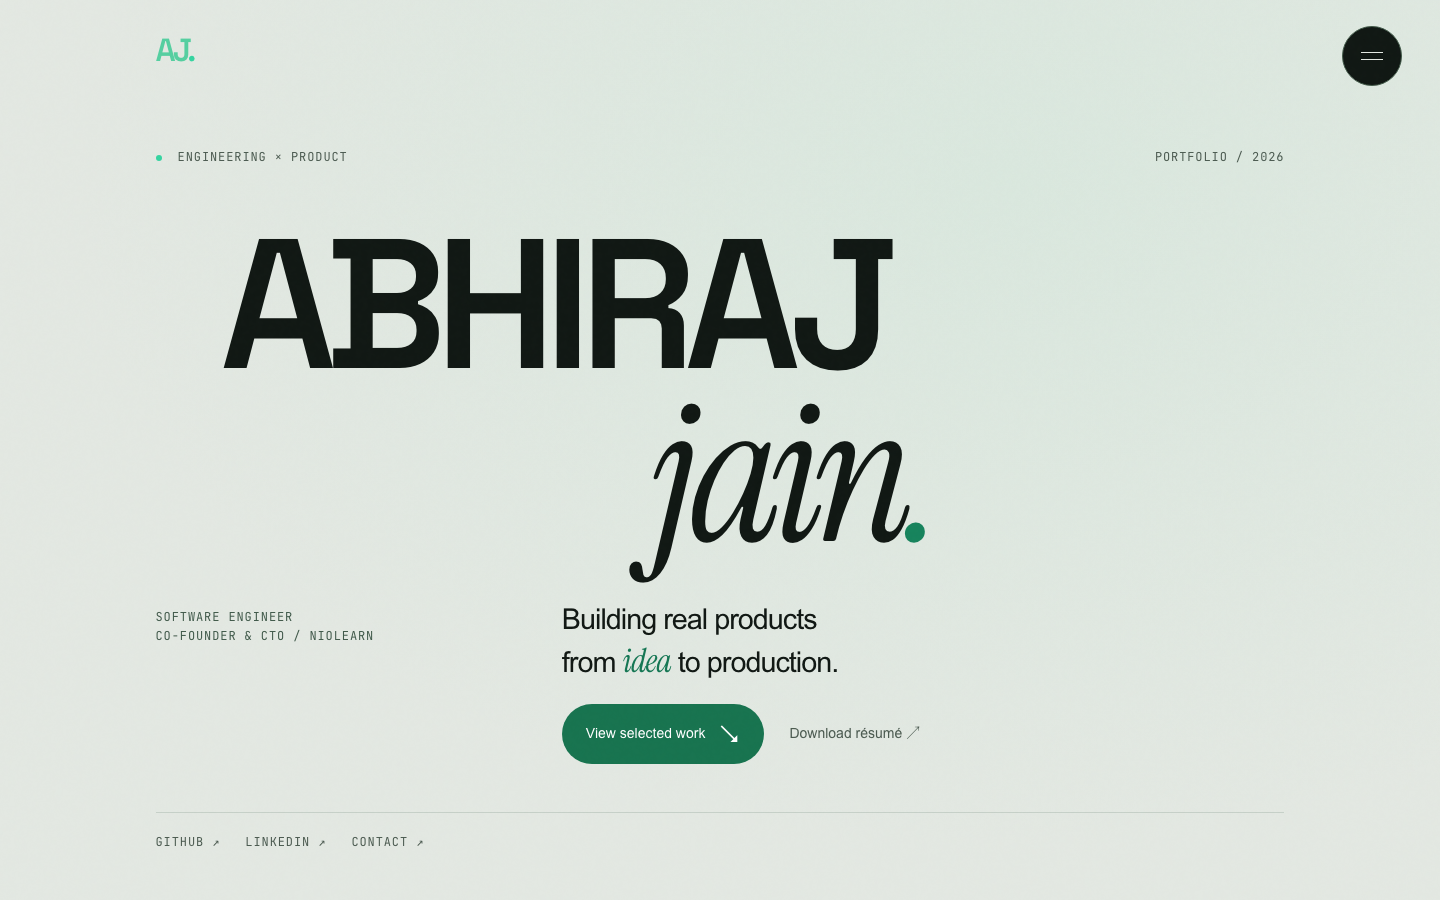 AJ.
ENGINEERING × PRODUCT
PORTFOLIO / 2026
ABHIRAJ
jain.
SOFTWARE ENGINEER
CO-FOUNDER & CTO / NIOLEARN
Building real products
from idea to production.
View selected work ↘
Download résumé ↗
GITHUB ↗ LINKEDIN ↗ CONTACT ↗